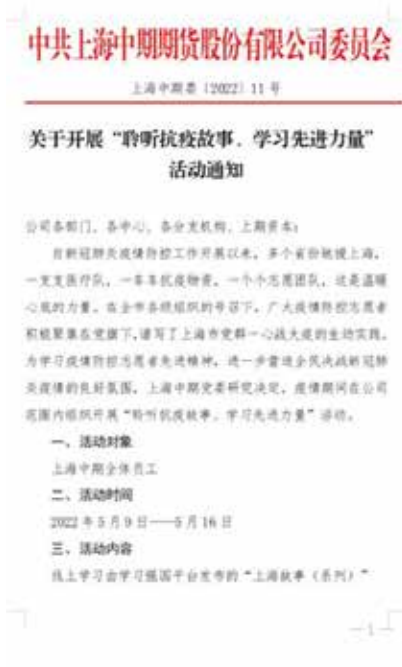 中共上海中期期货股份有限公司委员会
上海中期委〔2022〕11号
关于开展“聆听抗疫故事、学习先进力量”
活动通知
公司各部门、各中心、各分支机构、上期资本：
自新冠肺炎疫情防控工作开展以来，多个省份驰援上海，
一支支医疗队，一车车抗疫物资，一个个志愿团队，这是温暖
心底的力量。在全市各级组织的号召下，广大疫情防控志愿者
积极聚集在党旗下，谱写了上海市党群一心战大疫的生动实践。
为学习疫情防控志愿者先进精神，进一步营造全民决战新冠肺
炎疫情的良好氛围，上海中期党委研究决定，疫情期间在公司
范围内组织开展“聆听抗疫故事、学习先进力量”活动。
一、活动对象
上海中期全体员工
二、活动时间
2022年5月9日——5月16日
三、活动内容
线上学习由学习强国平台发布的“上海故事（系列）”
—1—